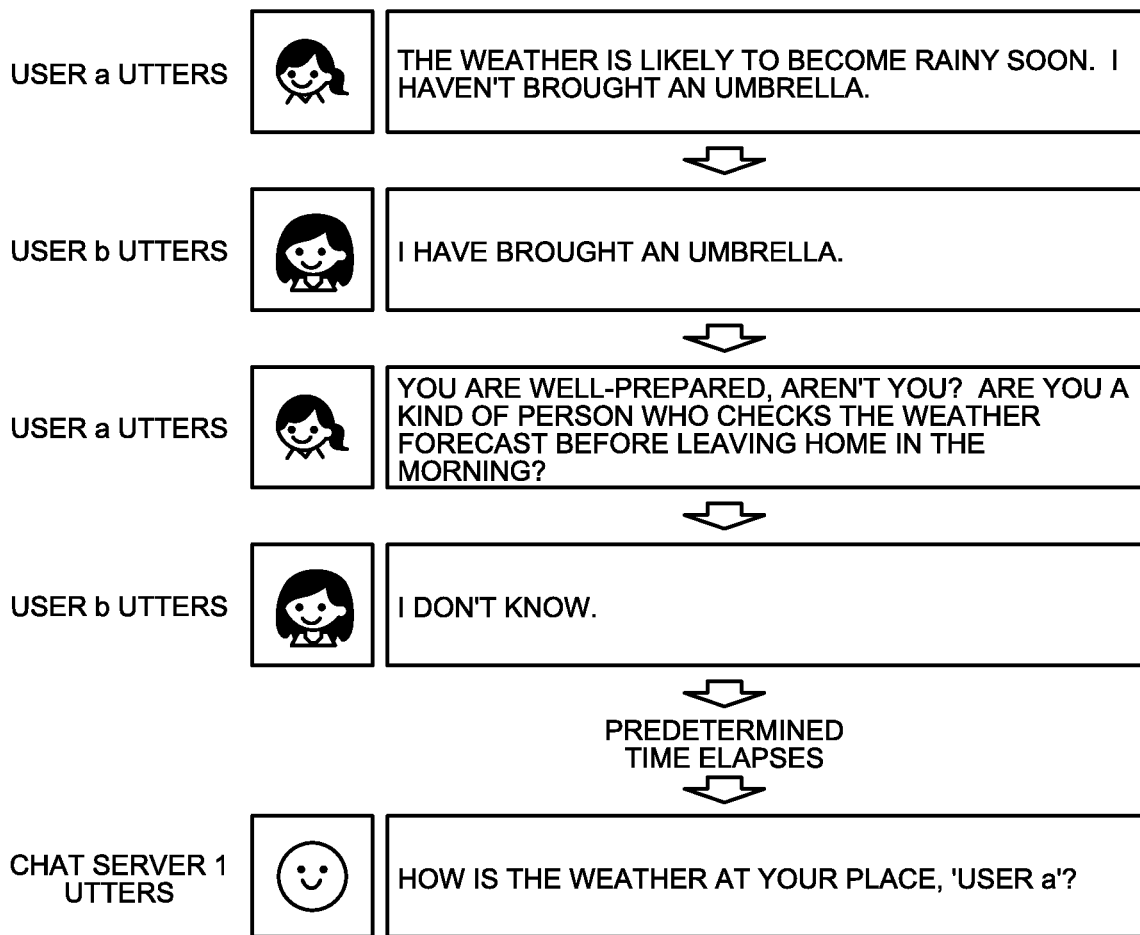 USER a UTTERS
THE WEATHER IS LIKELY TO BECOME RAINY SOON.  I
HAVEN'T BROUGHT AN UMBRELLA.
USER b UTTERS
I HAVE BROUGHT AN UMBRELLA.
USER a UTTERS
YOU ARE WELL-PREPARED, AREN'T YOU?  ARE YOU A
KIND OF PERSON WHO CHECKS THE WEATHER
FORECAST BEFORE LEAVING HOME IN THE
MORNING?
USER b UTTERS
I DON'T KNOW.
PREDETERMINED
TIME ELAPSES
CHAT SERVER 1
UTTERS
HOW IS THE WEATHER AT YOUR PLACE, 'USER a'?